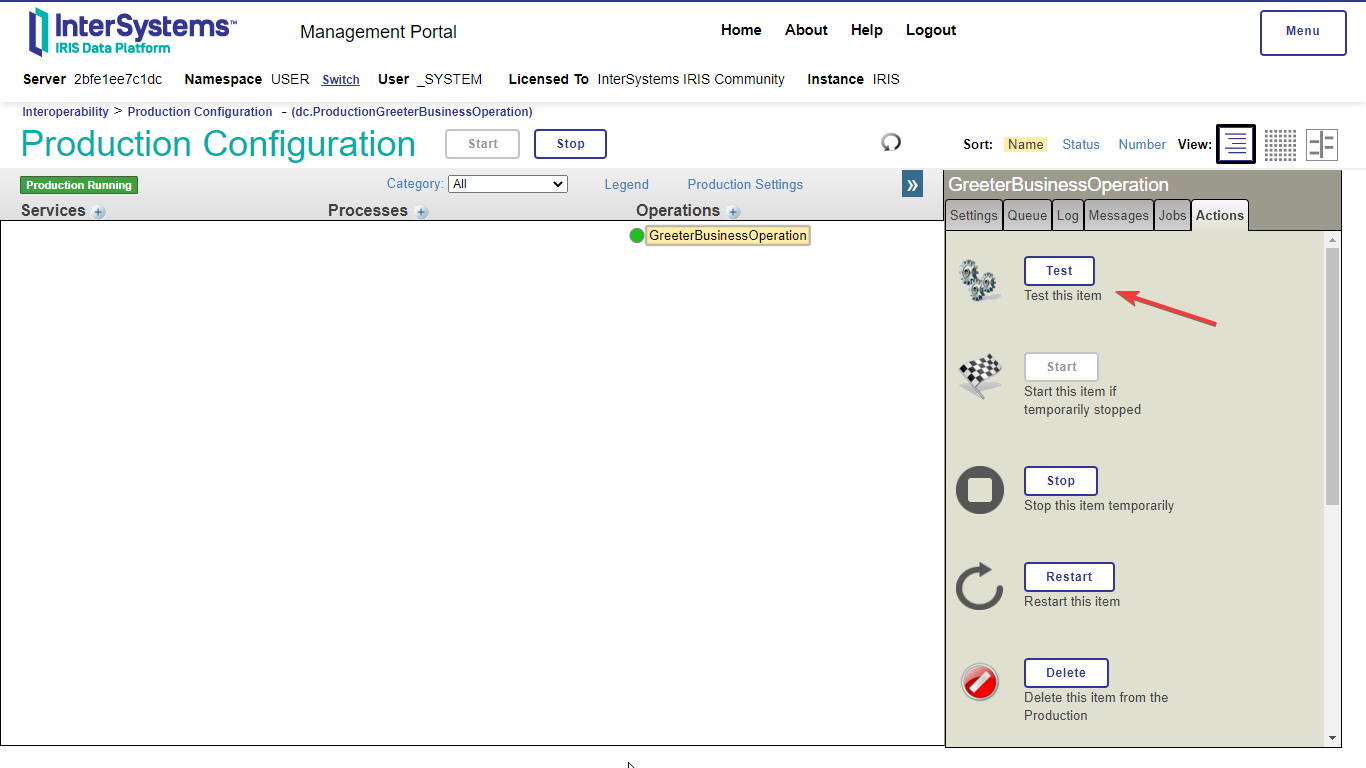 InterSystems™
IRIS Data Platform
Management Portal
Home About Help Logout
Menu
Server 2bfe1ee7c1dc Namespace USER Switch User _SYSTEM Licensed To InterSystems IRIS Community Instance IRIS
Interoperability > Production Configuration - (dc.ProductionGreeterBusinessOperation)
Production Configuration
Start
Stop
Sort: Name Status Number View:
Production Running
Category: All
Legend
Production Settings
»
Services
Processes
Operations
GreeterBusinessOperation
GreeterBusinessOperation
Settings Queue Log Messages Jobs Actions
Test
Test this item
Start
Start this item if
temporarily stopped
Stop
Stop this item temporarily
Restart
Restart this item
Delete
Delete this item from the
Production